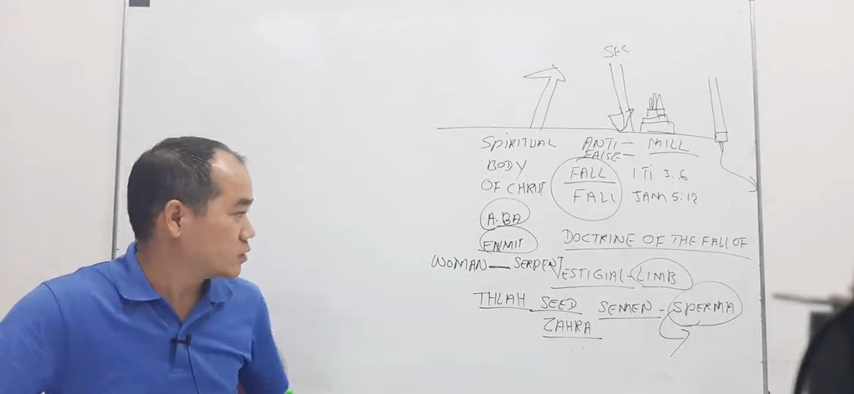 SEC
SPIRITUAL ANTI- MILL
BODY FALSE-
OF CHRIST
FALL 1 TI 3:6
FALL JAM 5:12
A.BA
ENMIT
DOCTRINE OF THE FALL OF
WOMAN — SERPENT
VESTIGIAL - LIMB
THLAH SEED SEMEN - SPERMA
ZAHRA